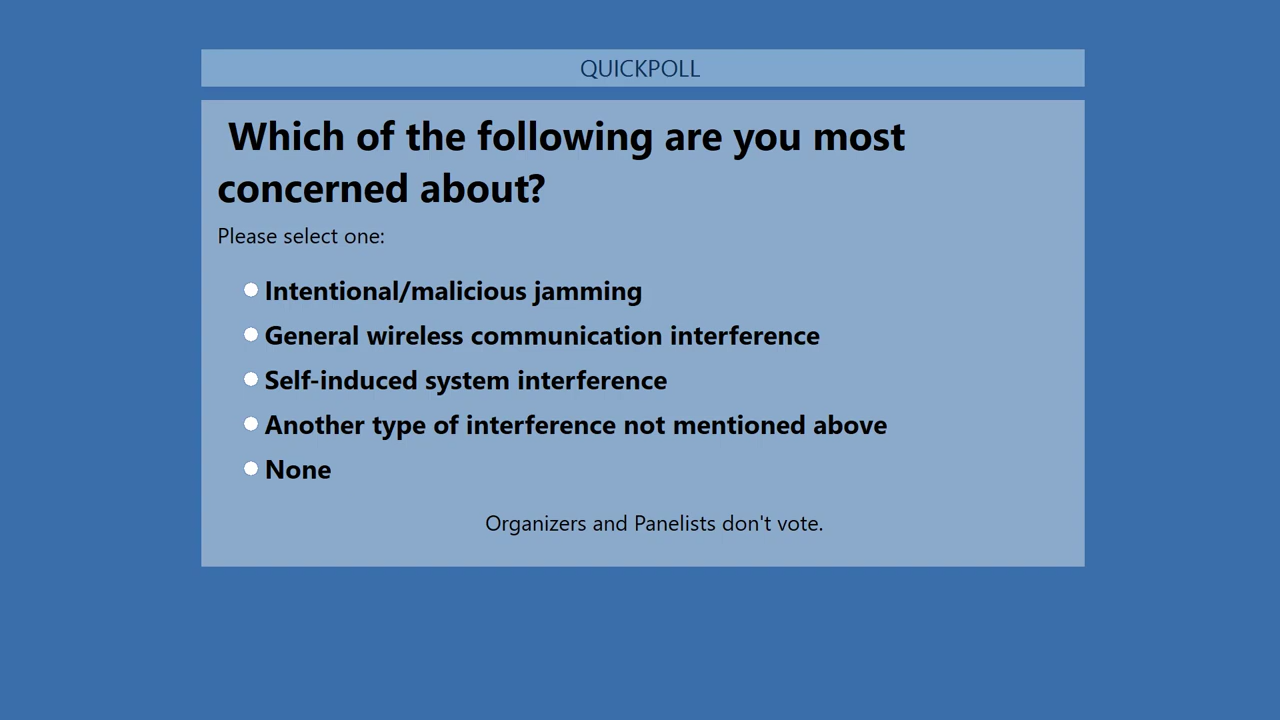 QUICKPOLL
Which of the following are you most
concerned about?
Please select one:
Intentional/malicious jamming
General wireless communication interference
Self-induced system interference
Another type of interference not mentioned above
None
Organizers and Panelists don't vote.